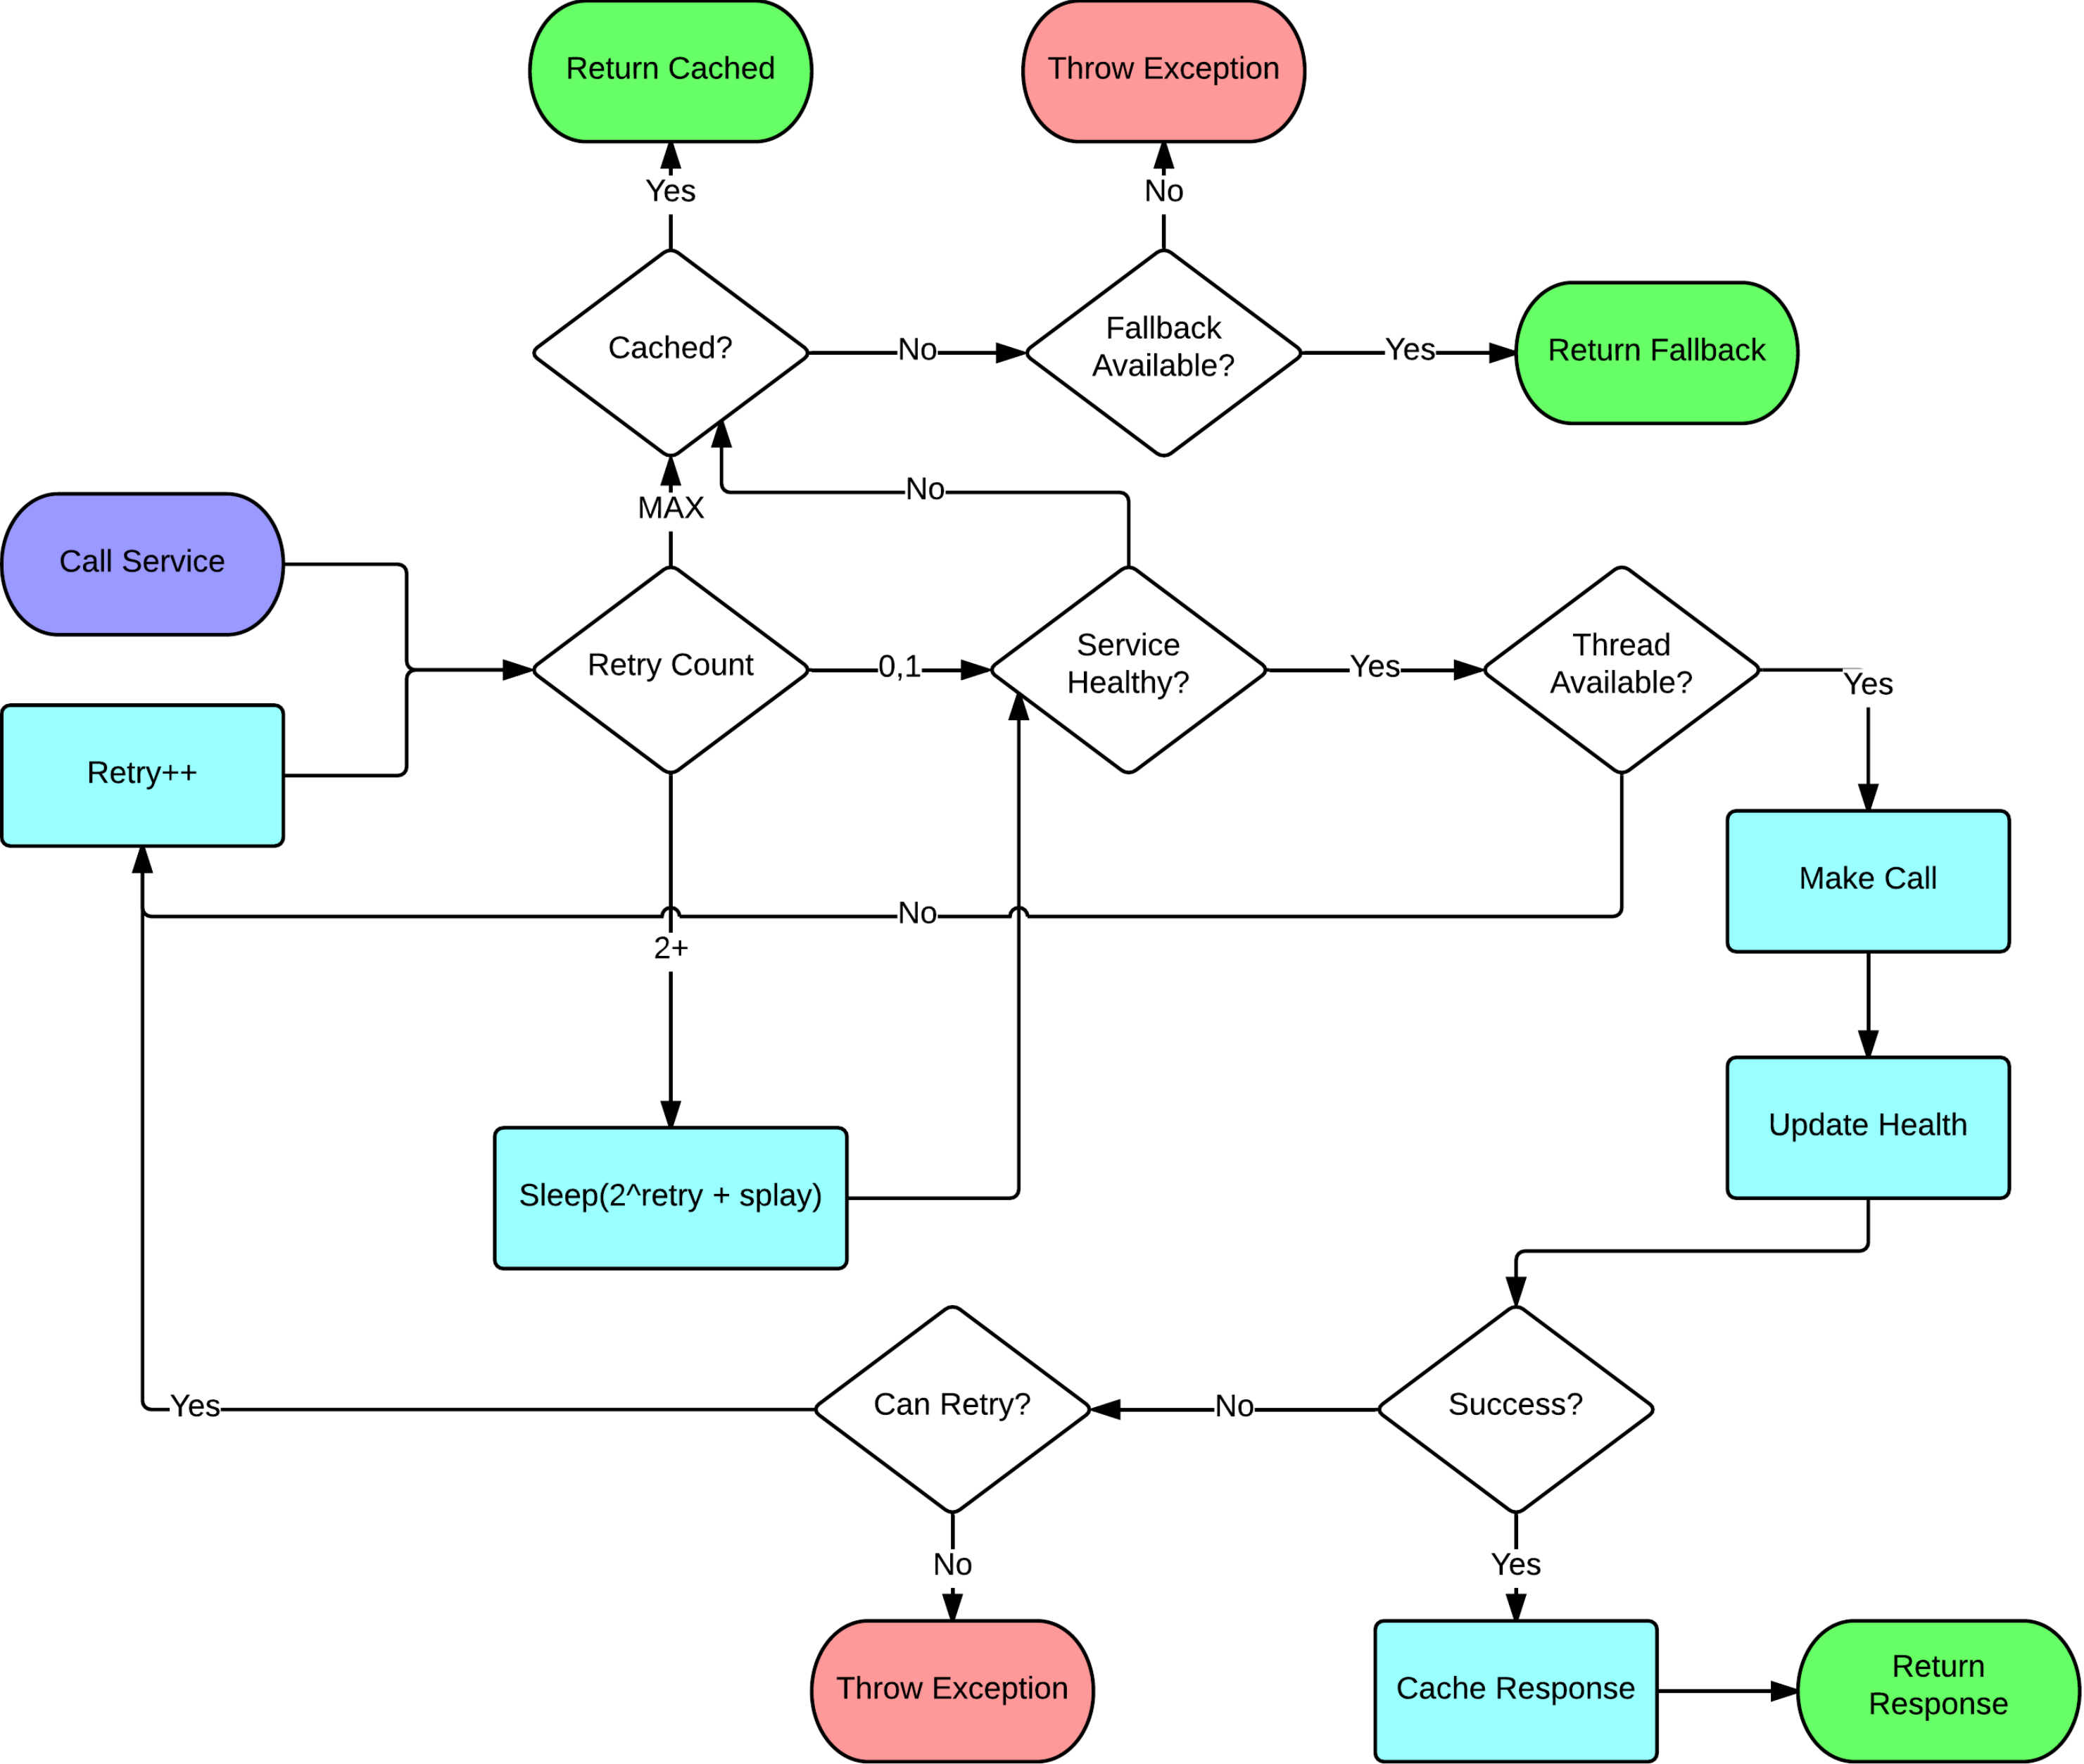 Return Cached
Throw Exception
Yes
No
Cached?
No
Fallback
Available?
Yes
Return Fallback
No
MAX
Call Service
Retry Count
0,1
Service
Healthy?
Yes
Thread
Available?
Yes
Retry++
Make Call
No
2+
Update Health
Sleep(2^retry + splay)
Yes
Can Retry?
No
Success?
No
Yes
Throw Exception
Cache Response
Return
Response